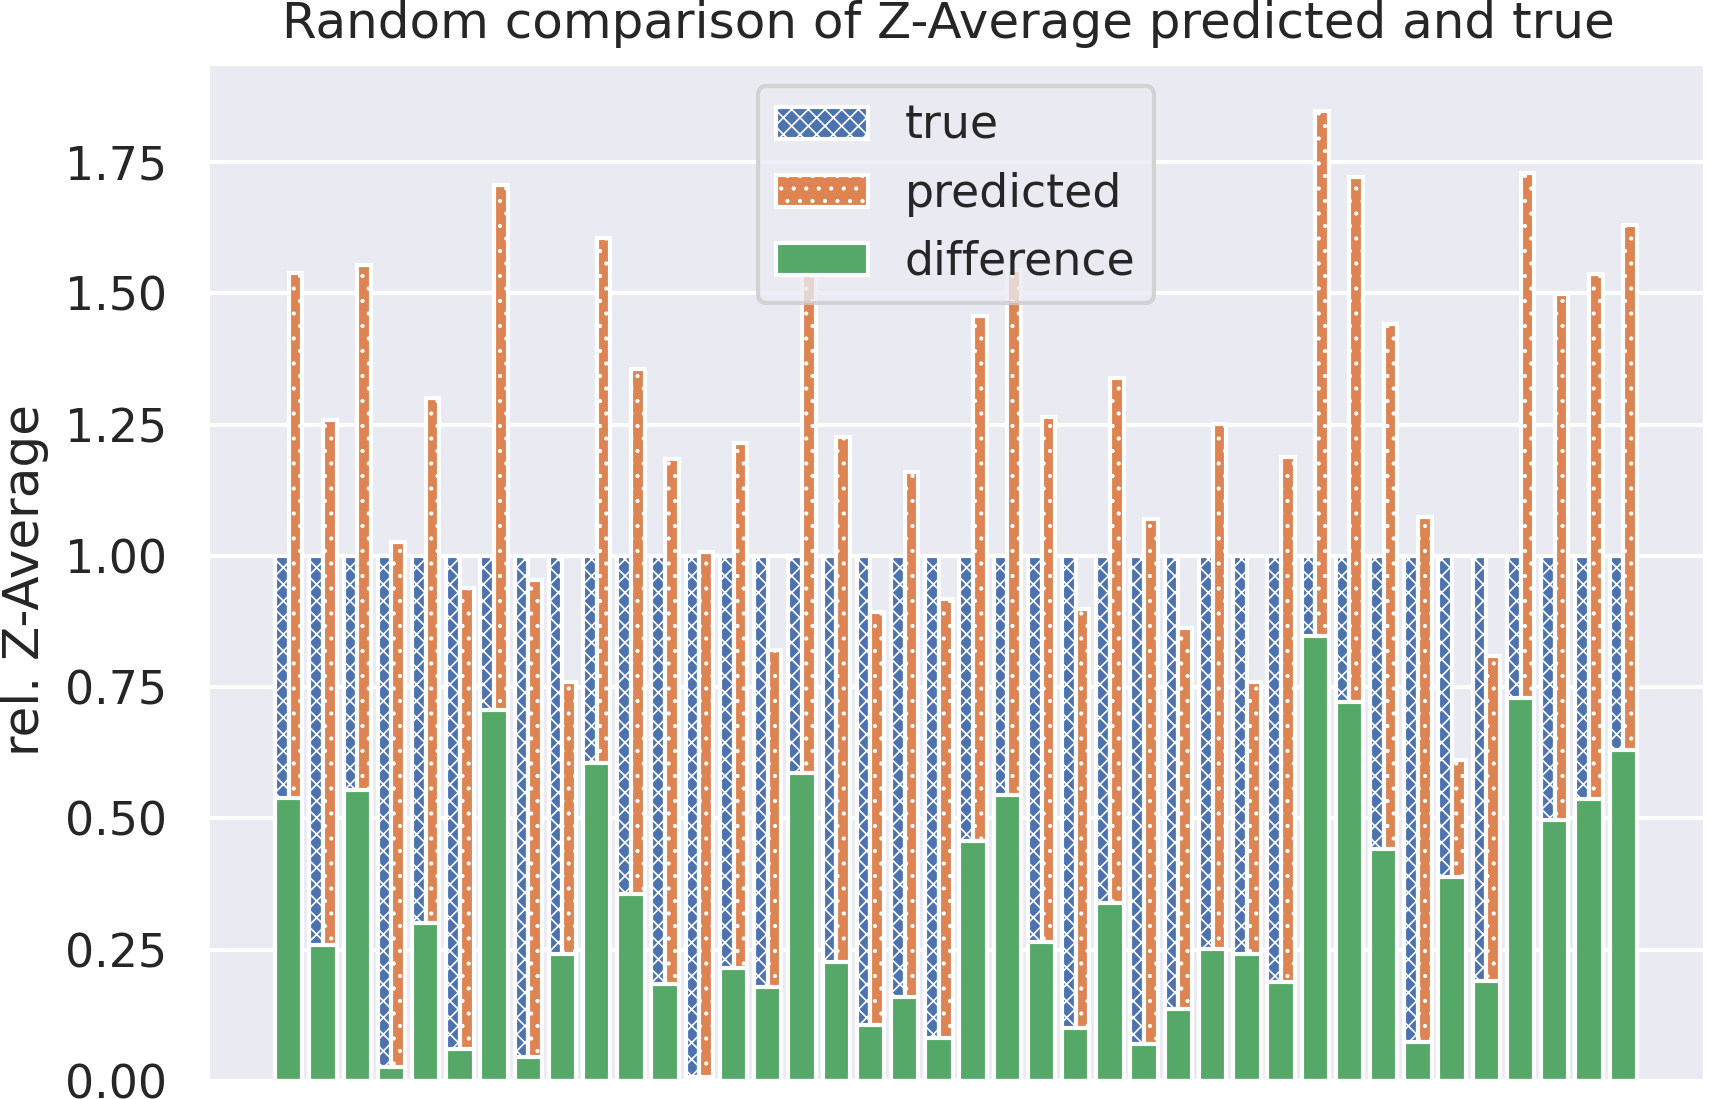 Random comparison of Z-Average predicted and true
true
predicted
difference
rel. Z-Average
1.75
1.50
1.25
1.00
0.75
0.50
0.25
0.00